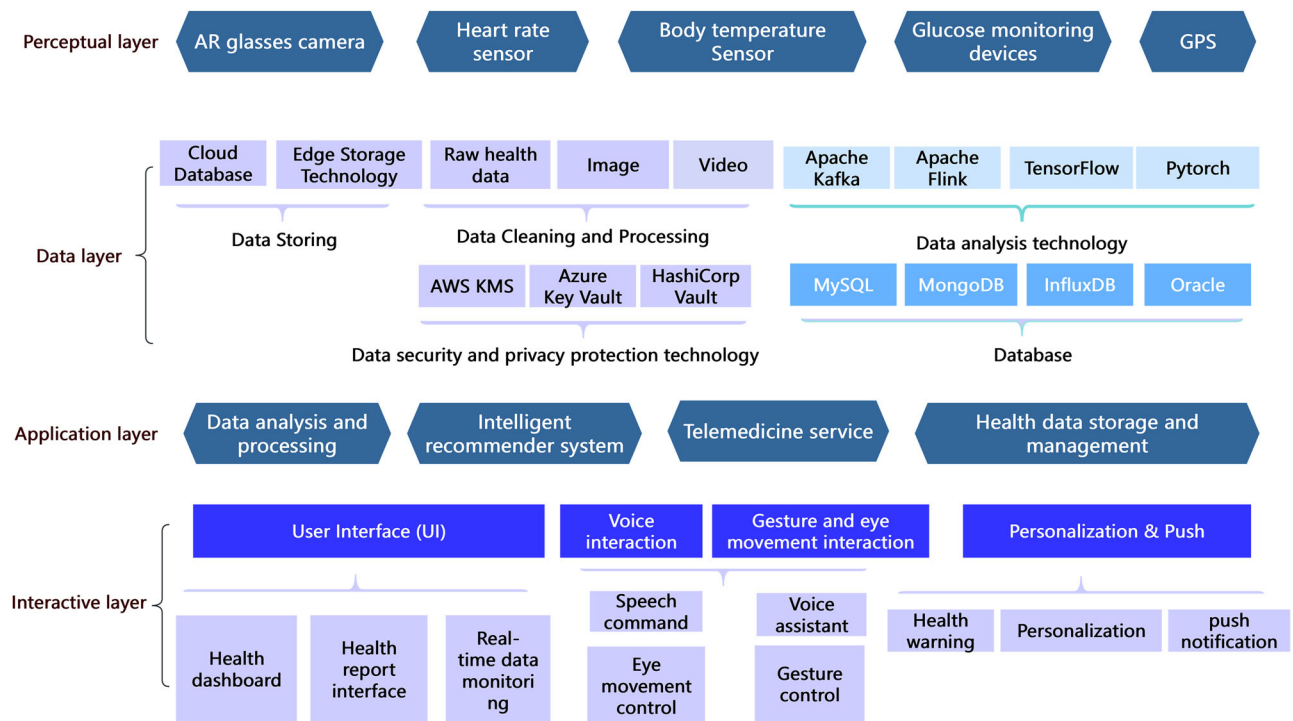 Perceptual layer
AR glasses camera
Heart rate
sensor
Body temperature
Sensor
Glucose monitoring
devices
GPS
Data layer
Cloud
Database
Edge Storage
Technology
Raw health
data
Image
Video
Apache
Kafka
Apache
Flink
TensorFlow
Pytorch
Data Storing
Data Cleaning and Processing
Data analysis technology
AWS KMS
Azure
Key Vault
HashiCorp
Vault
MySQL
MongoDB
InfluxDB
Oracle
Data security and privacy protection technology
Database
Application layer
Data analysis and
processing
Intelligent
recommender system
Telemedicine service
Health data storage and
management
Interactive layer
User Interface (UI)
Voice
interaction
Gesture and eye
movement interaction
Personalization & Push
Health
dashboard
Health
report
interface
Real-
time data
monitori
ng
Speech
command
Voice
assistant
Eye
movement
control
Gesture
control
Health
warning
Personalization
push
notification